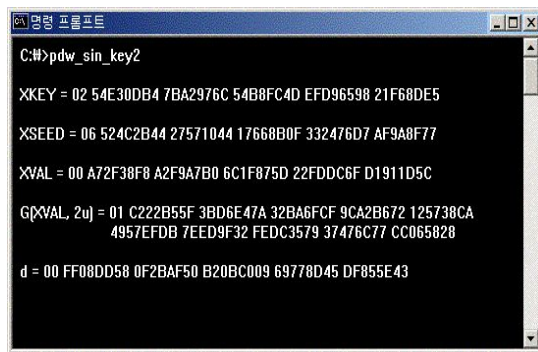 명령 프롬프트
C:\>pdw_sin_key2
XKEY = 02 54E30DB4 7BA2976C 54B8FC4D EFD96598 21F68DE5
XSEED = 06 524C2B44 27571044 17668B0F 332476D7 AF9A8F77
XVAL = 00 A72F38F8 A2F9A7B0 6C1F875D 22FDDC6F D1911D5C
G(XVAL, 2u) = 01 C222B55F 3BD6E47A 32BA6FCF 9CA2B672 125738CA
4957EFDB 7EED9F32 FEDC3579 37476C77 CC065828
d = 00 FF08DD58 0F2BAF50 B20BC009 69778D45 DF855E43